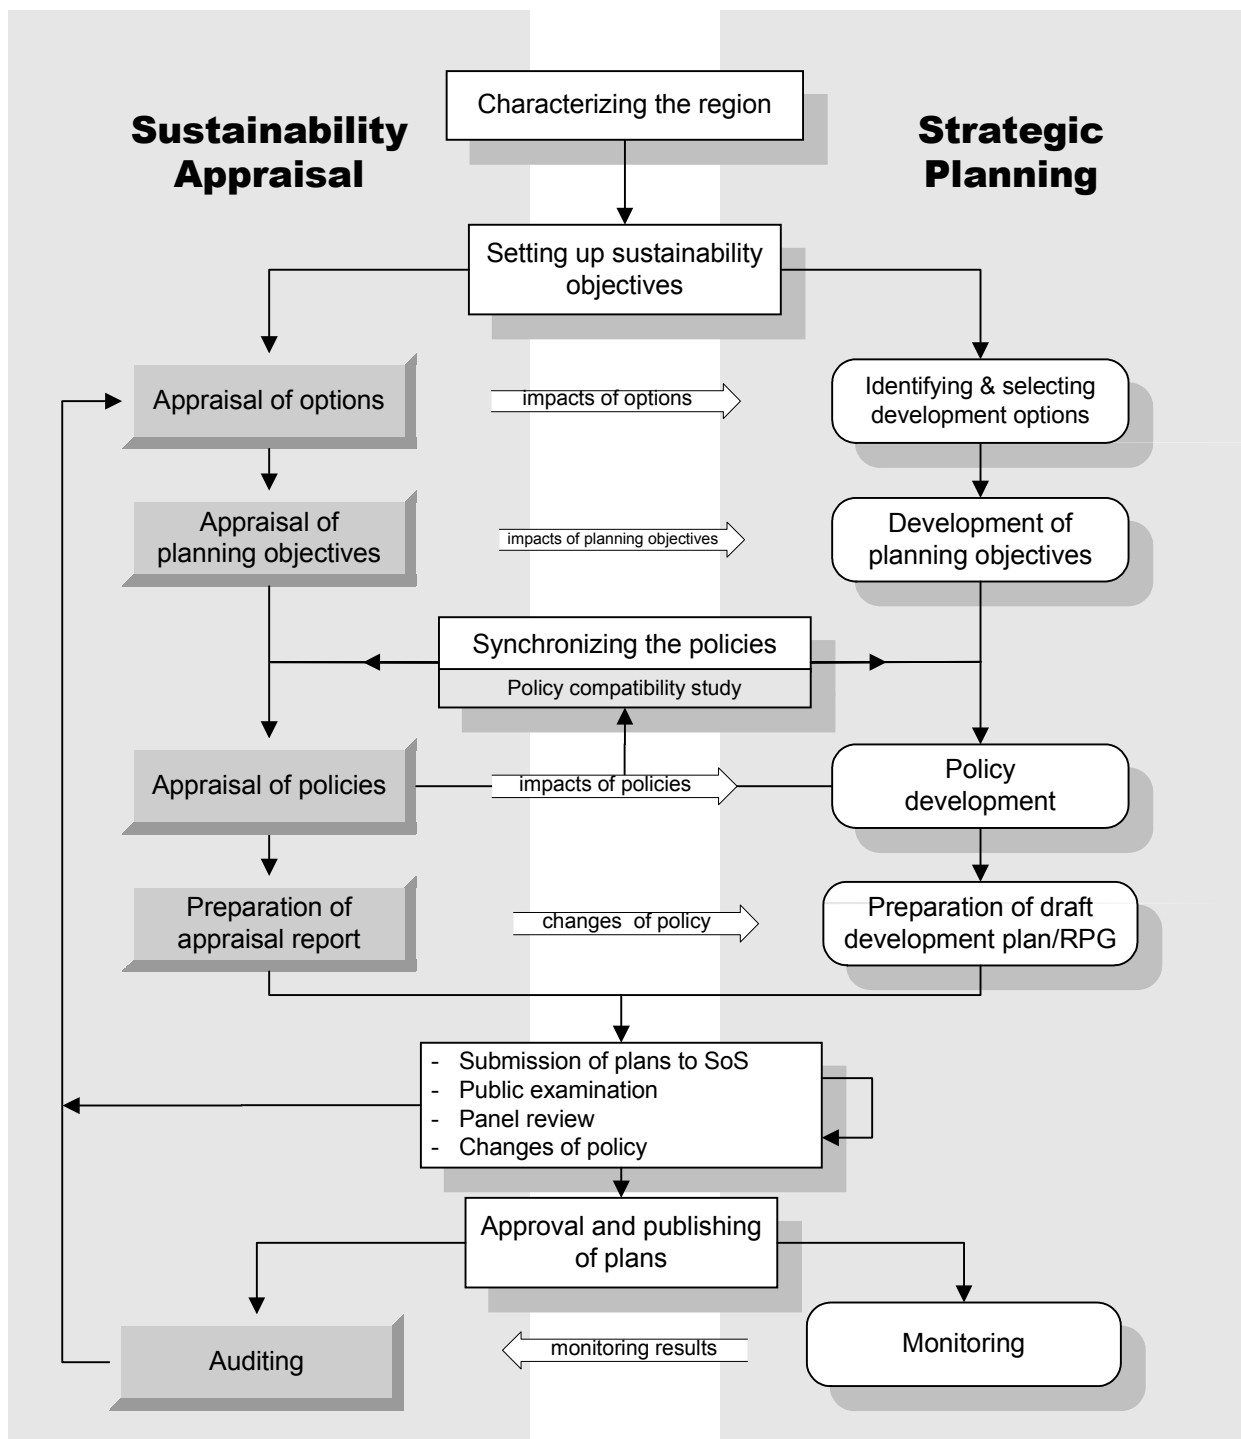 Characterizing the region
Sustainability
Appraisal
Strategic
Planning
Setting up sustainability
objectives
Appraisal of options
impacts of options
Identifying & selecting
development options
Appraisal of
planning objectives
impacts of planning objectives
Development of
planning objectives
Synchronizing the policies
Policy compatibility study
Appraisal of policies
impacts of policies
Policy
development
Preparation of
appraisal report
changes of policy
Preparation of draft
development plan/RPG
- Submission of plans to SoS
- Public examination
- Panel review
- Changes of policy
Approval and publishing
of plans
Auditing
monitoring results
Monitoring